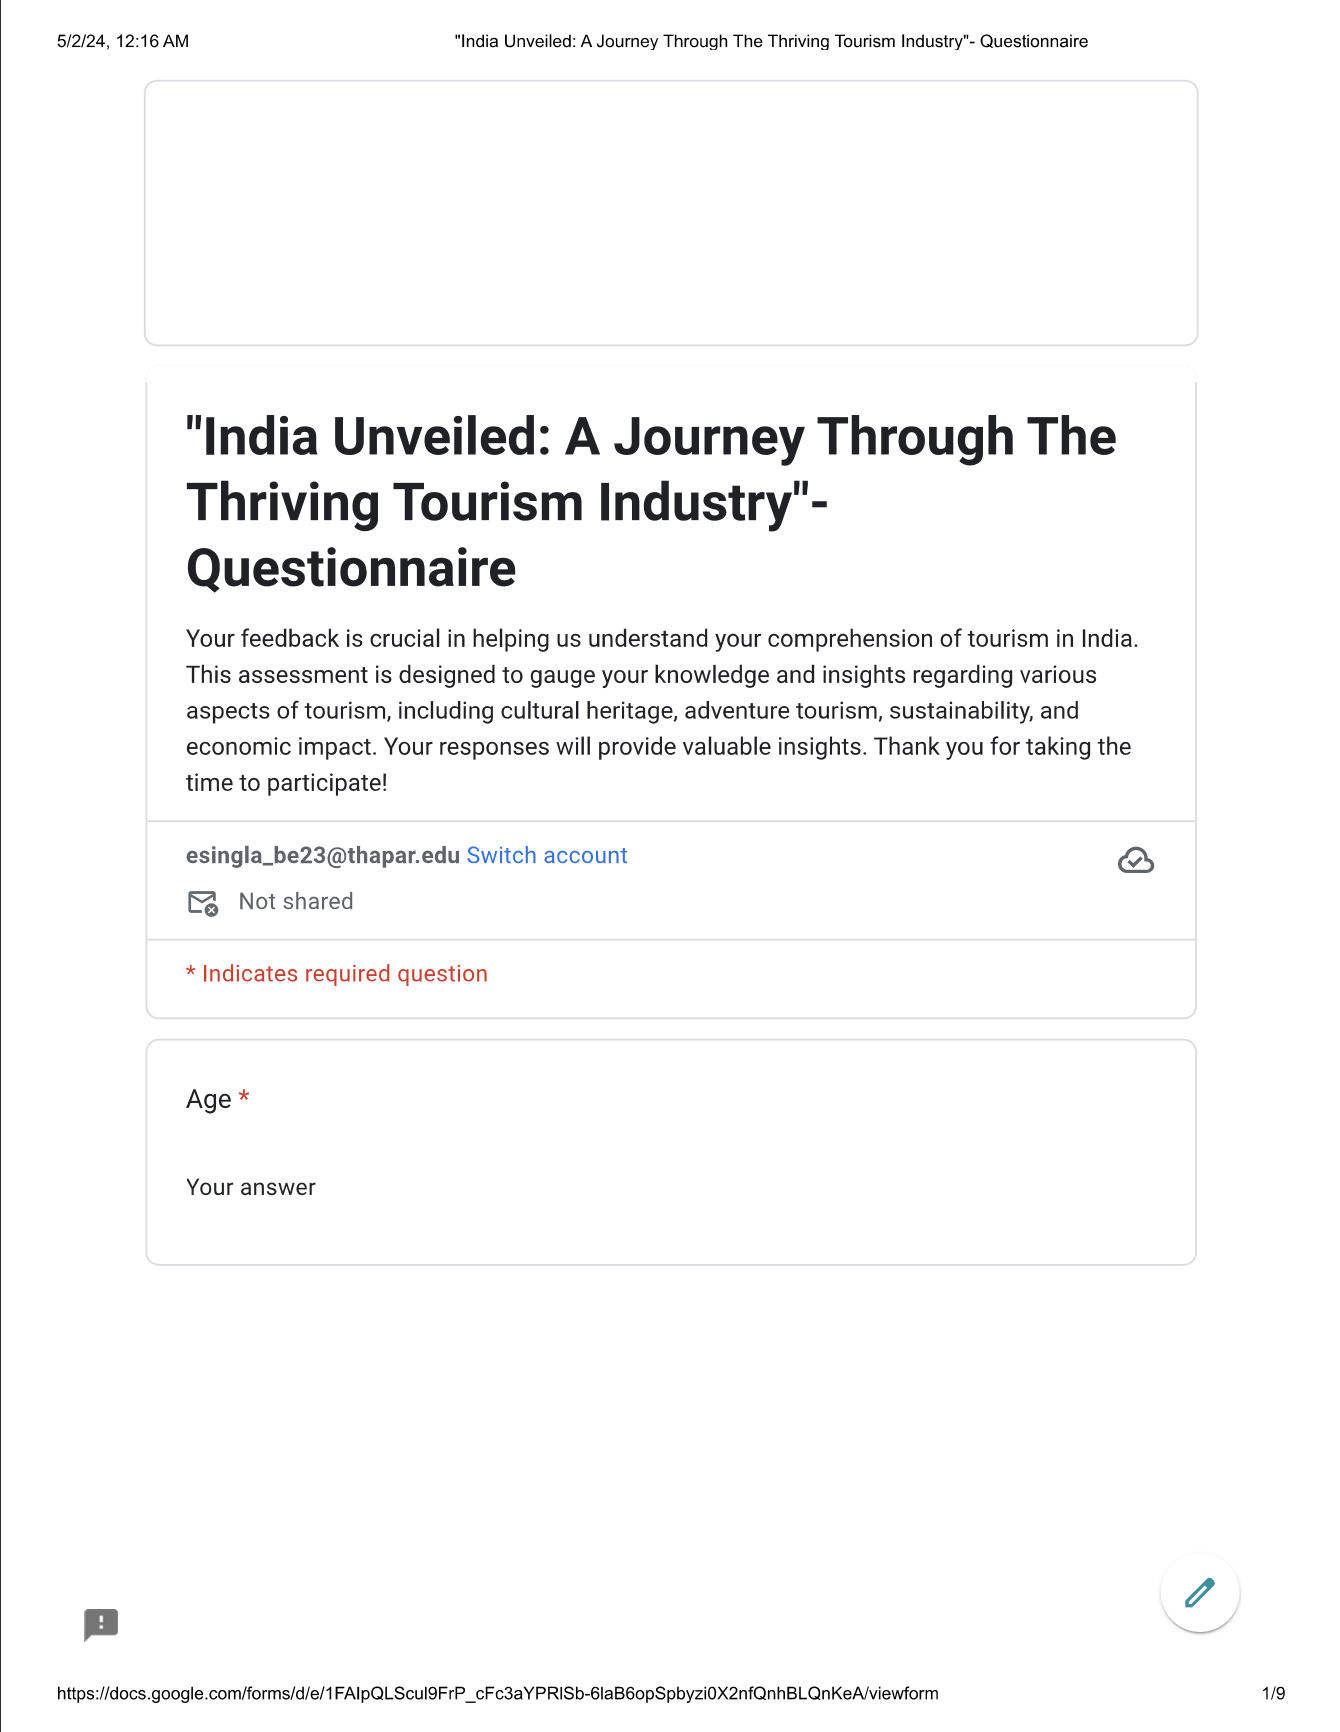 5/2/24, 12:16 AM
"India Unveiled: A Journey Through The Thriving Tourism Industry"- Questionnaire
"India Unveiled: A Journey Through The
Thriving Tourism Industry"-
Questionnaire
Your feedback is crucial in helping us understand your comprehension of tourism in India.
This assessment is designed to gauge your knowledge and insights regarding various
aspects of tourism, including cultural heritage, adventure tourism, sustainability, and
economic impact. Your responses will provide valuable insights. Thank you for taking the
time to participate!
esingla_be23@thapar.edu Switch account
Not shared
* Indicates required question
Age *
Your answer
https://docs.google.com/forms/d/e/1FAIpQLScul9FrP_cFc3aYPRlSb-6laB6opSpbyzi0X2nfQnhBLQnKeA/viewform
1/9